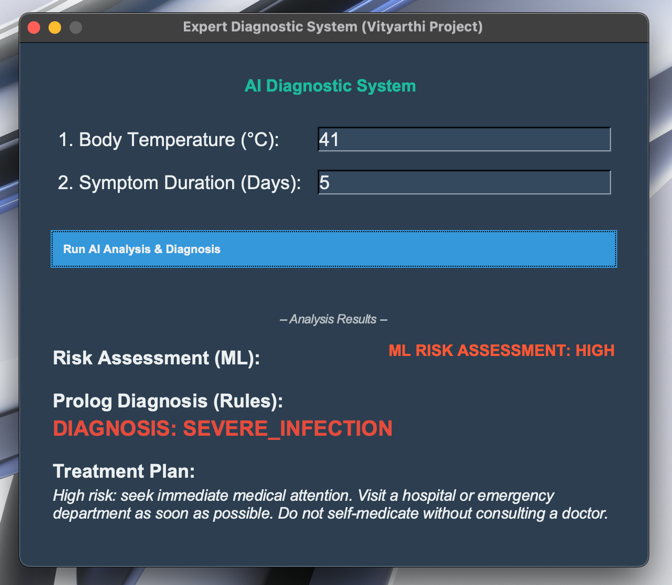 Expert Diagnostic System (Vityarthi Project)
AI Diagnostic System
1. Body Temperature (°C):
41
2. Symptom Duration (Days):
5
Run AI Analysis & Diagnosis
-- Analysis Results --
Risk Assessment (ML):
ML RISK ASSESSMENT: HIGH
Prolog Diagnosis (Rules):
DIAGNOSIS: SEVERE_INFECTION
Treatment Plan:
High risk: seek immediate medical attention. Visit a hospital or emergency
department as soon as possible. Do not self-medicate without consulting a doctor.